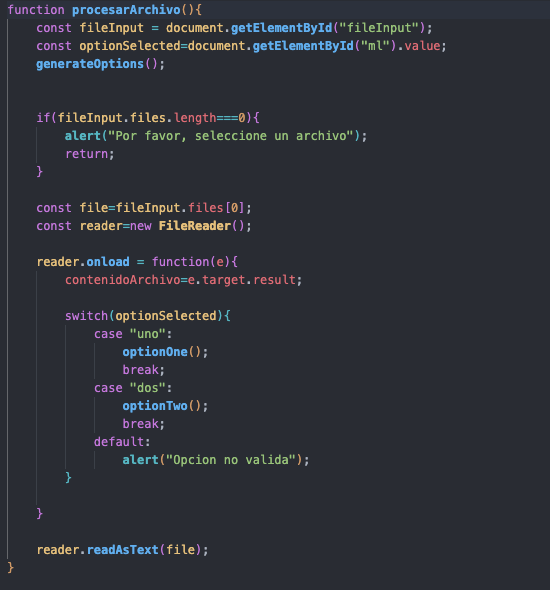 function procesarArchivo(){
const fileInput = document.getElementById("fileInput");
const optionSelected=document.getElementById("ml").value;
generateOptions();
if(fileInput.files.length===0){
alert("Por favor, seleccione un archivo");
return;
}
const file=fileInput.files[0];
const reader=new FileReader();
reader.onload = function(e){
contenidoArchivo=e.target.result;
switch(optionSelected){
case "uno":
optionOne();
break;
case "dos":
optionTwo();
break;
default:
alert("Opcion no valida");
}
}
reader.readAsText(file);
}